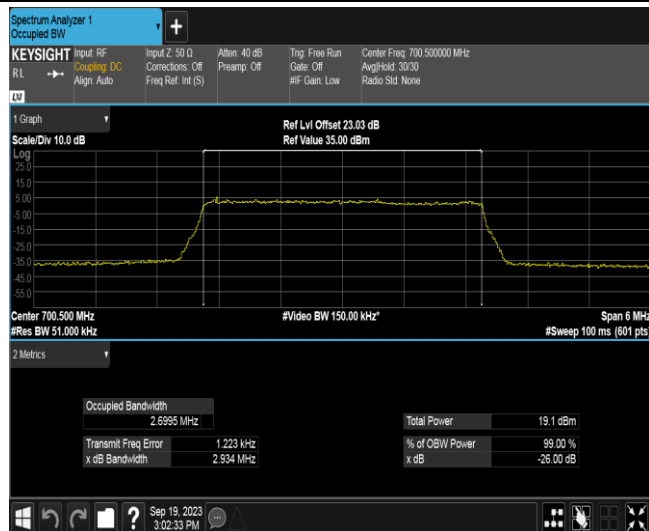 Spectrum Analyzer 1
Occupied BW
+
KEYSIGHT Input: RF Input Z: 50 Ω Atten: 40 dB Trig: Free Run Center Freq: 700.500000 MHz
RL Coupling: DC Corrections: Off Preamp: Off Gate: Off Avg|Hold: 30/30
Align: Auto Freq Ref: Int (S) #IF Gain: Low Radio Std: None
LXI
1 Graph
Ref Lvl Offset 23.03 dB
Scale/Div 10.0 dB Ref Value 35.00 dBm
Log
25.0
15.0
5.00
-5.00
-15.0
-25.0
-35.0
-45.0
-55.0
Center 700.500 MHz #Video BW 150.00 kHz* Span 6 MHz
#Res BW 51.000 kHz #Sweep 100 ms (601 pts)
2 Metrics
Occupied Bandwidth
2.6995 MHz Total Power 19.1 dBm
Transmit Freq Error 1.223 kHz % of OBW Power 99.00 %
x dB Bandwidth 2.934 MHz x dB -26.00 dB
?
Sep 19, 2023
3:02:33 PM